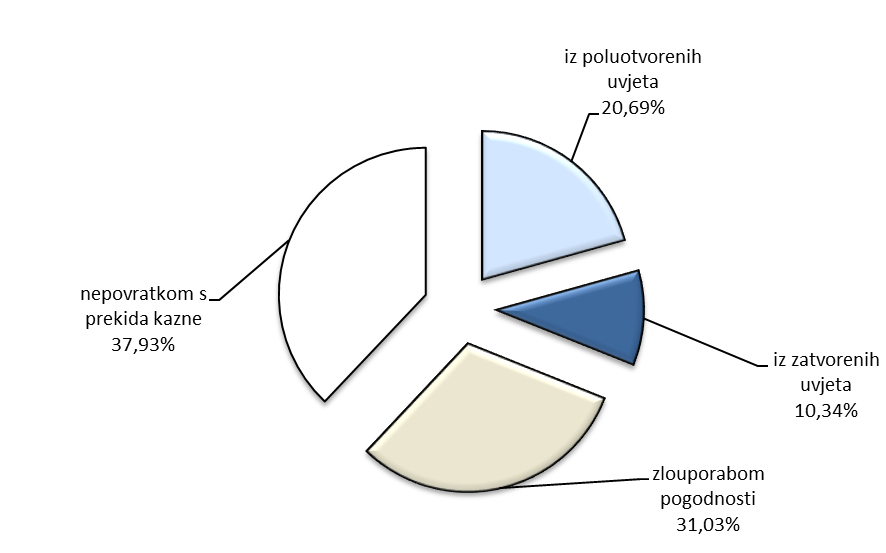 iz poluotvorenih
uvjeta
20,69%
iz zatvorenih
uvjeta
10,34%
zlouporabom
pogodnosti
31,03%
nepovratkom s
prekida kazne
37,93%